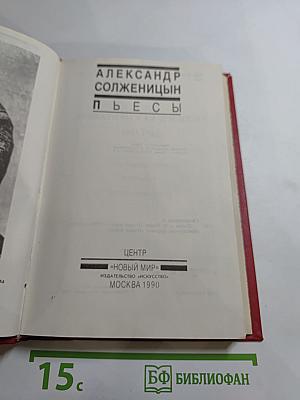 АЛЕКСАНДР
СОЛЖЕНИЦЫН
ПЬЕСЫ
ЦЕНТР
«НОВЫЙ МИР»
ИЗДАТЕЛЬСТВО «ИСКУССТВО»
МОСКВА 1990
15с
БФ БИБЛИОФАН